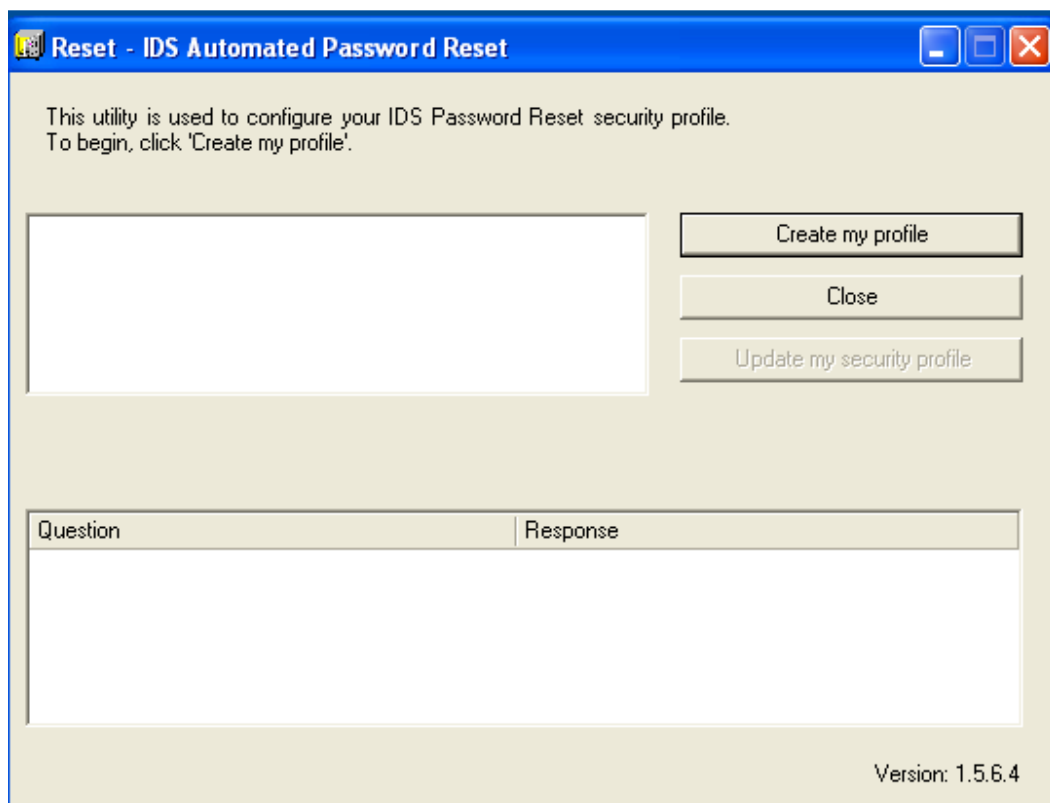 Reset - IDS Automated Password Reset
This utility is used to configure your IDS Password Reset security profile.
To begin, click 'Create my profile'.
Create my profile
Close
Update my security profile
Question
Response
Version: 1.5.6.4